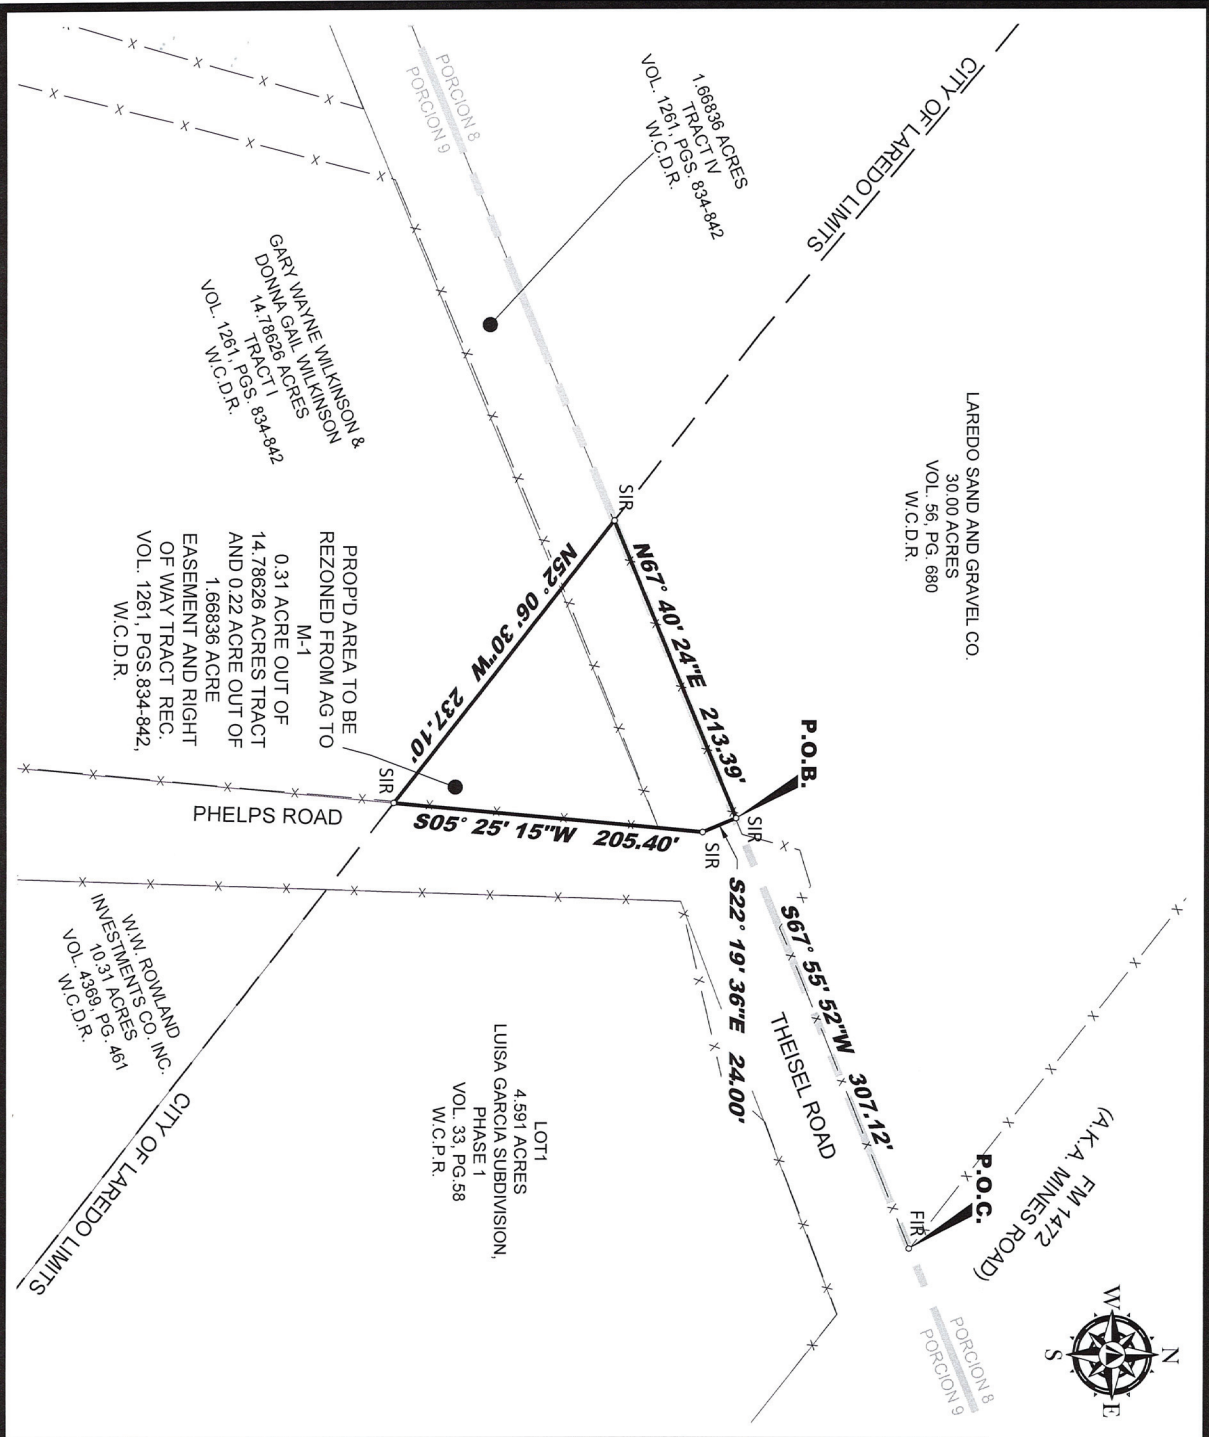 CITY OF LAREDO LIMITS
PORCION 8
PORCION 9
1.66836 ACRES
TRACT IV
VOL. 1261, PGS. 834-842
W.C.D.R.
LAREDO SAND AND GRAVEL CO.
30.00 ACRES
VOL. 56, PG. 680
W.C.D.R.
GARY WAYNE WILKINSON &
DONNA GAIL WILKINSON
14.78626 ACRES
TRACT I
VOL. 1261, PGS. 834-842
W.C.D.R.
SIR
N67° 40' 24"E 213.39'
P.O.B.
SIR
N52° 06' 30"W 237.10'
PROP'D AREA TO BE
REZONED FROM AG TO
M-1
0.31 ACRE OUT OF
14.78626 ACRES TRACT
AND 0.22 ACRE OUT OF
1.66836 ACRE
EASEMENT AND RIGHT
OF WAY TRACT REC.
VOL. 1261, PGS.834-842,
W.C.D.R.
SIR
PHELPS ROAD
S05° 25' 15"W 205.40'
SIR
S22° 19' 36"E 24.00'
S67° 55' 52"W 307.12'
THEISEL ROAD
P.O.C.
FIR
FM 1472
(A.K.A. MINES ROAD)
W.W. ROWLAND
INVESTMENTS CO. INC.
10.31 ACRES
VOL. 4369, PG. 461
W.C.D.R.
LOT1
4.591 ACRES
LUISA GARCIA SUBDIVISION,
PHASE 1
VOL. 33, PG.58
W.C.P.R.
CITY OF LAREDO LIMITS
PORCION 8
PORCION 9
N
W
E
S